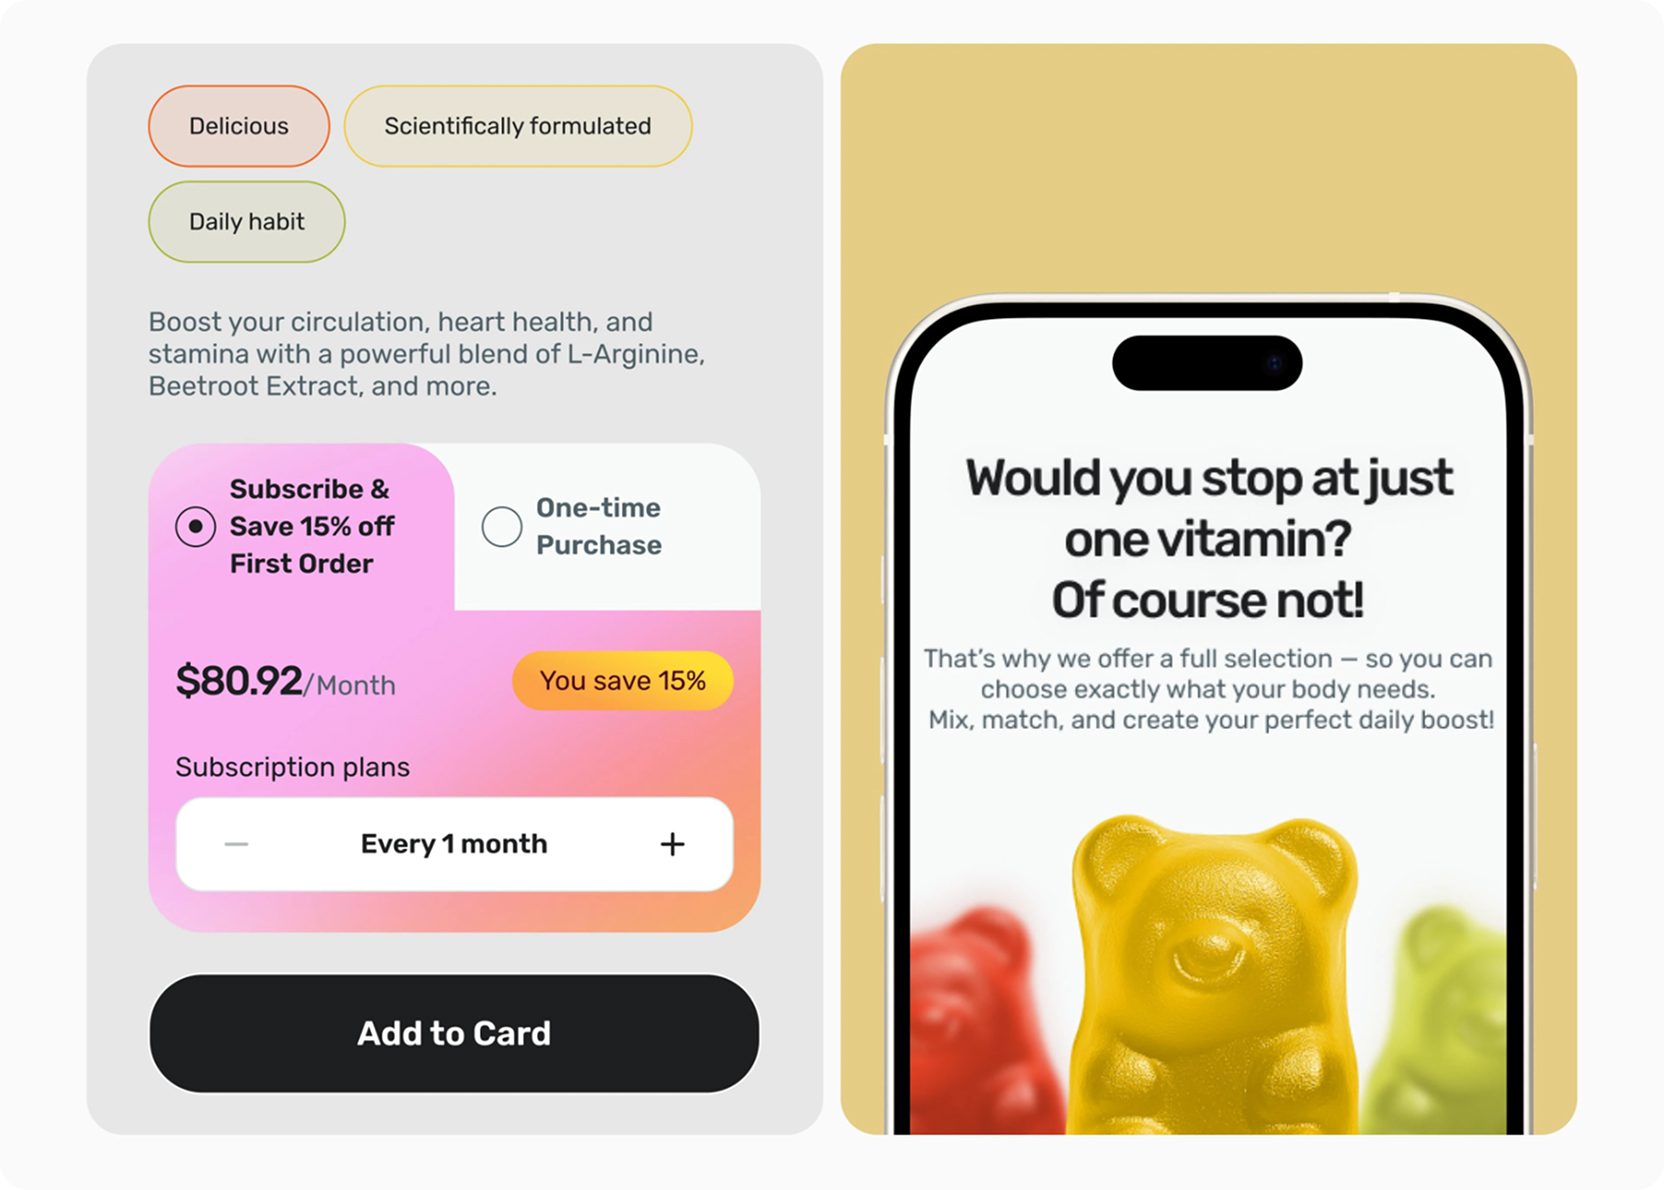 Delicious
Scientifically formulated
Daily habit
Boost your circulation, heart health, and
stamina with a powerful blend of L-Arginine,
Beetroot Extract, and more.
Subscribe &
Save 15% off
First Order
One-time
Purchase
$80.92/Month
You save 15%
Subscription plans
Every 1 month
Add to Card
Would you stop at just
one vitamin?
Of course not!
That's why we offer a full selection — so you can
choose exactly what your body needs.
Mix, match, and create your perfect daily boost!